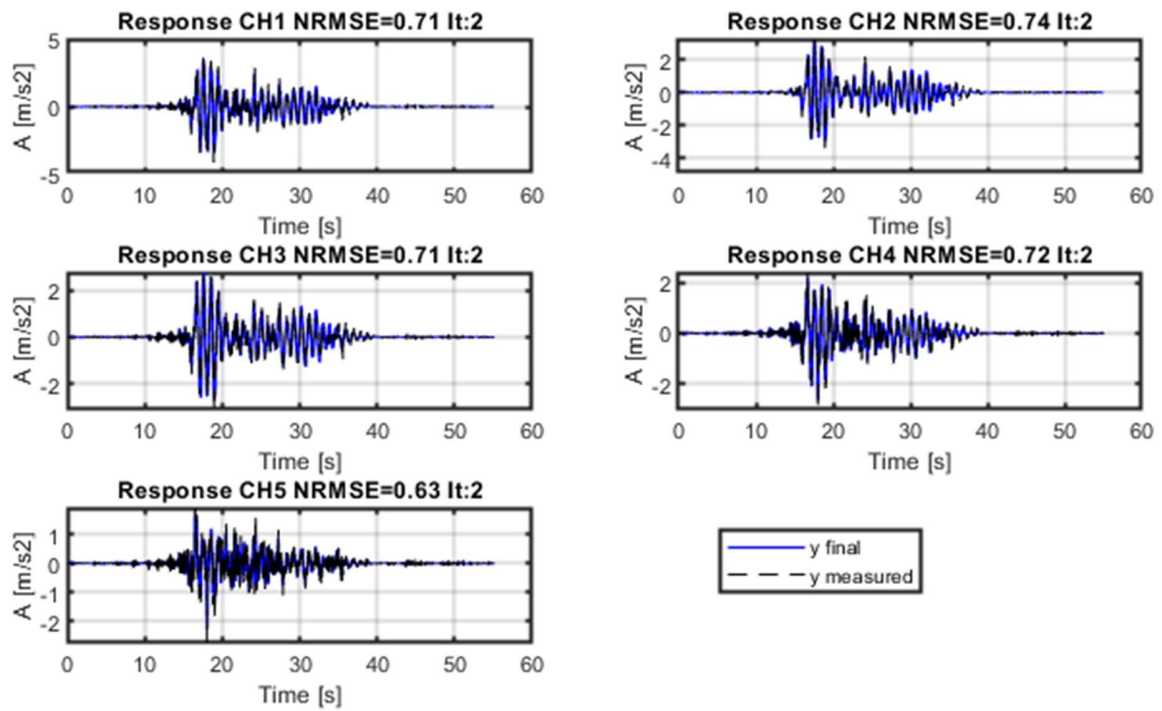 Response CH1 NRMSE=0.71 It:2
5
0
-5
A [m/s2]
0 10 20 30 40 50 60
Time [s]
Response CH2 NRMSE=0.74 It:2
2
0
-2
-4
A [m/s2]
0 10 20 30 40 50 60
Time [s]
Response CH3 NRMSE=0.71 It:2
2
0
-2
A [m/s2]
0 10 20 30 40 50 60
Time [s]
Response CH4 NRMSE=0.72 It:2
2
0
-2
A [m/s2]
0 10 20 30 40 50 60
Time [s]
Response CH5 NRMSE=0.63 It:2
1
0
-1
-2
A [m/s2]
0 10 20 30 40 50 60
Time [s]
y final
y measured